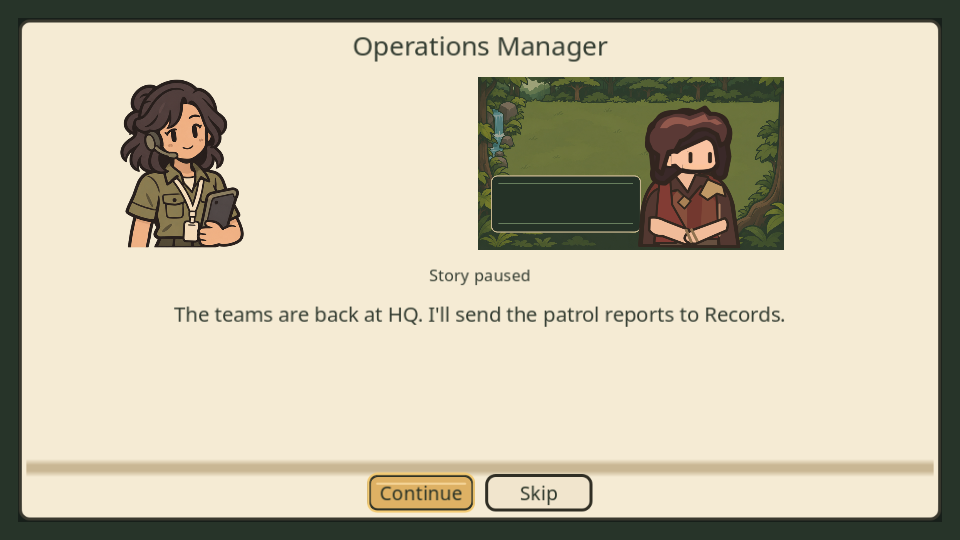 Operations Manager
Story paused
The teams are back at HQ. I'll send the patrol reports to Records.
Continue
Skip